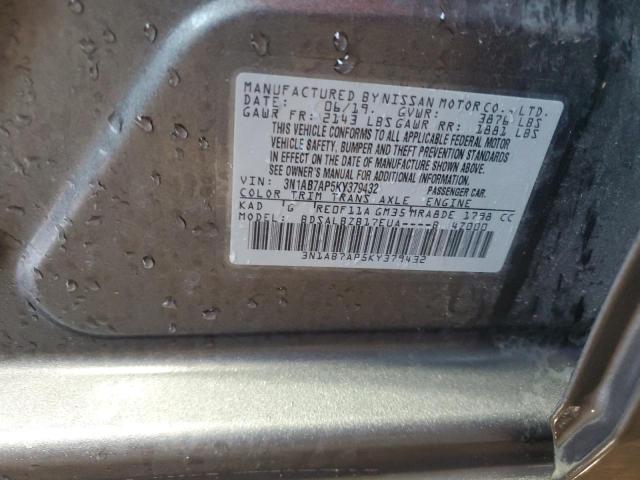 MANUFACTURED BY NISSAN MOTOR CO., LTD.
DATE: 06/19 GVWR: 3876 LBS
GAWR FR: 2143 LBS GAWR RR: 1881 LBS
THIS VEHICLE CONFORMS TO ALL APPLICABLE FEDERAL MOTOR
VEHICLE SAFETY, BUMPER AND THEFT PREVENTION STANDARDS
IN EFFECT ON THE DATE OF MANUFACTURE SHOWN ABOVE.
SEE OWNER'S MANUAL FOR ADDITIONAL INFORMATION.
VIN: 3N1AB7AP5KY379432 PASSENGER CAR.
COLOR TRIM TRANS AXLE ENGINE
KAD G RE0F11A GM35 MRA8DE 1798 CC
MODEL: BDSALBZB17EUA----B 4Z000
3N1AB7AP5KY379432